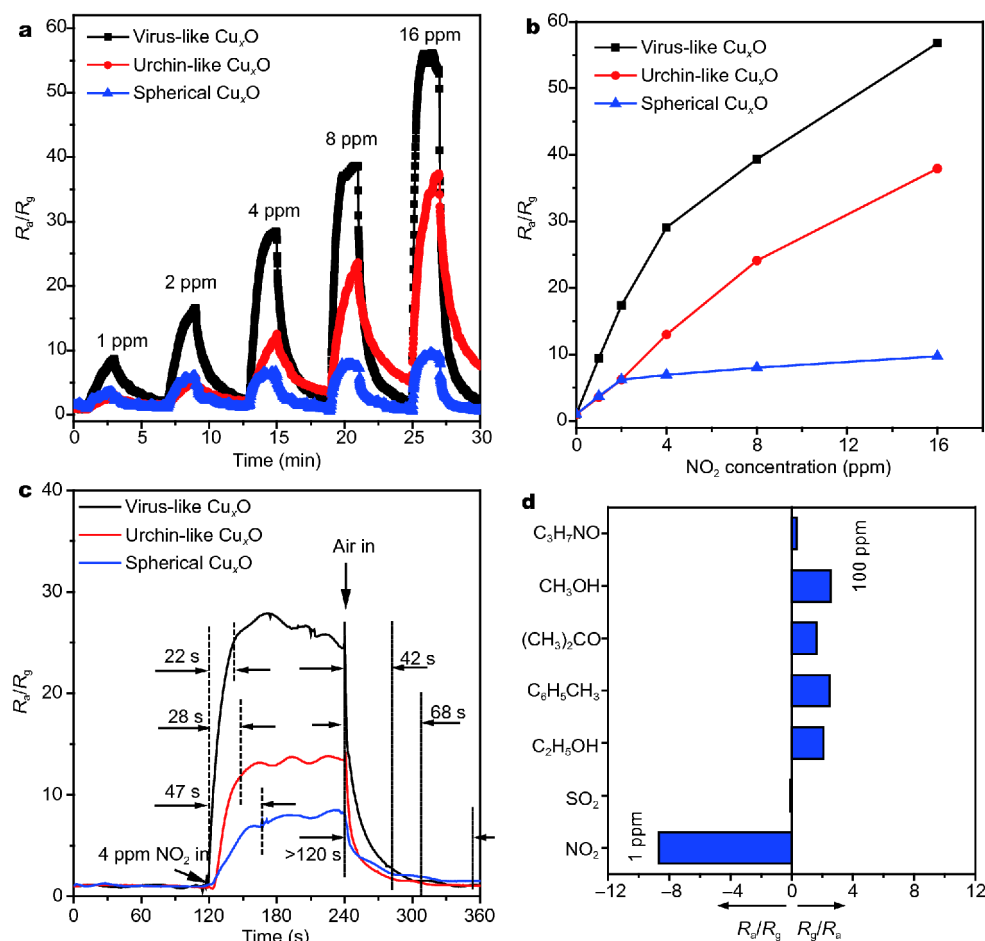 a
Virus-like CuₓO
Urchin-like CuₓO
Spherical CuₓO
1 ppm
2 ppm
4 ppm
8 ppm
16 ppm
Rₐ/R_g
0 10 20 30 40 50 60
0 5 10 15 20 25 30
Time (min)
b
Virus-like CuₓO
Urchin-like CuₓO
Spherical CuₓO
Rₐ/R_g
0 10 20 30 40 50 60
0 4 8 12 16
NO₂ concentration (ppm)
c
Virus-like CuₓO
Urchin-like CuₓO
Spherical CuₓO
Air in
22 s
28 s
47 s
42 s
68 s
>120 s
4 ppm NO₂ in
Rₐ/R_g
0 10 20 30 40
0 60 120 180 240 300 360
Time (s)
d
C₃H₇NO
CH₃OH
(CH₃)₂CO
C₆H₅CH₃
C₂H₅OH
SO₂
NO₂
100 ppm
1 ppm
−12 −8 −4 0 4 8 12
Rₐ/R_g R_g/Rₐ